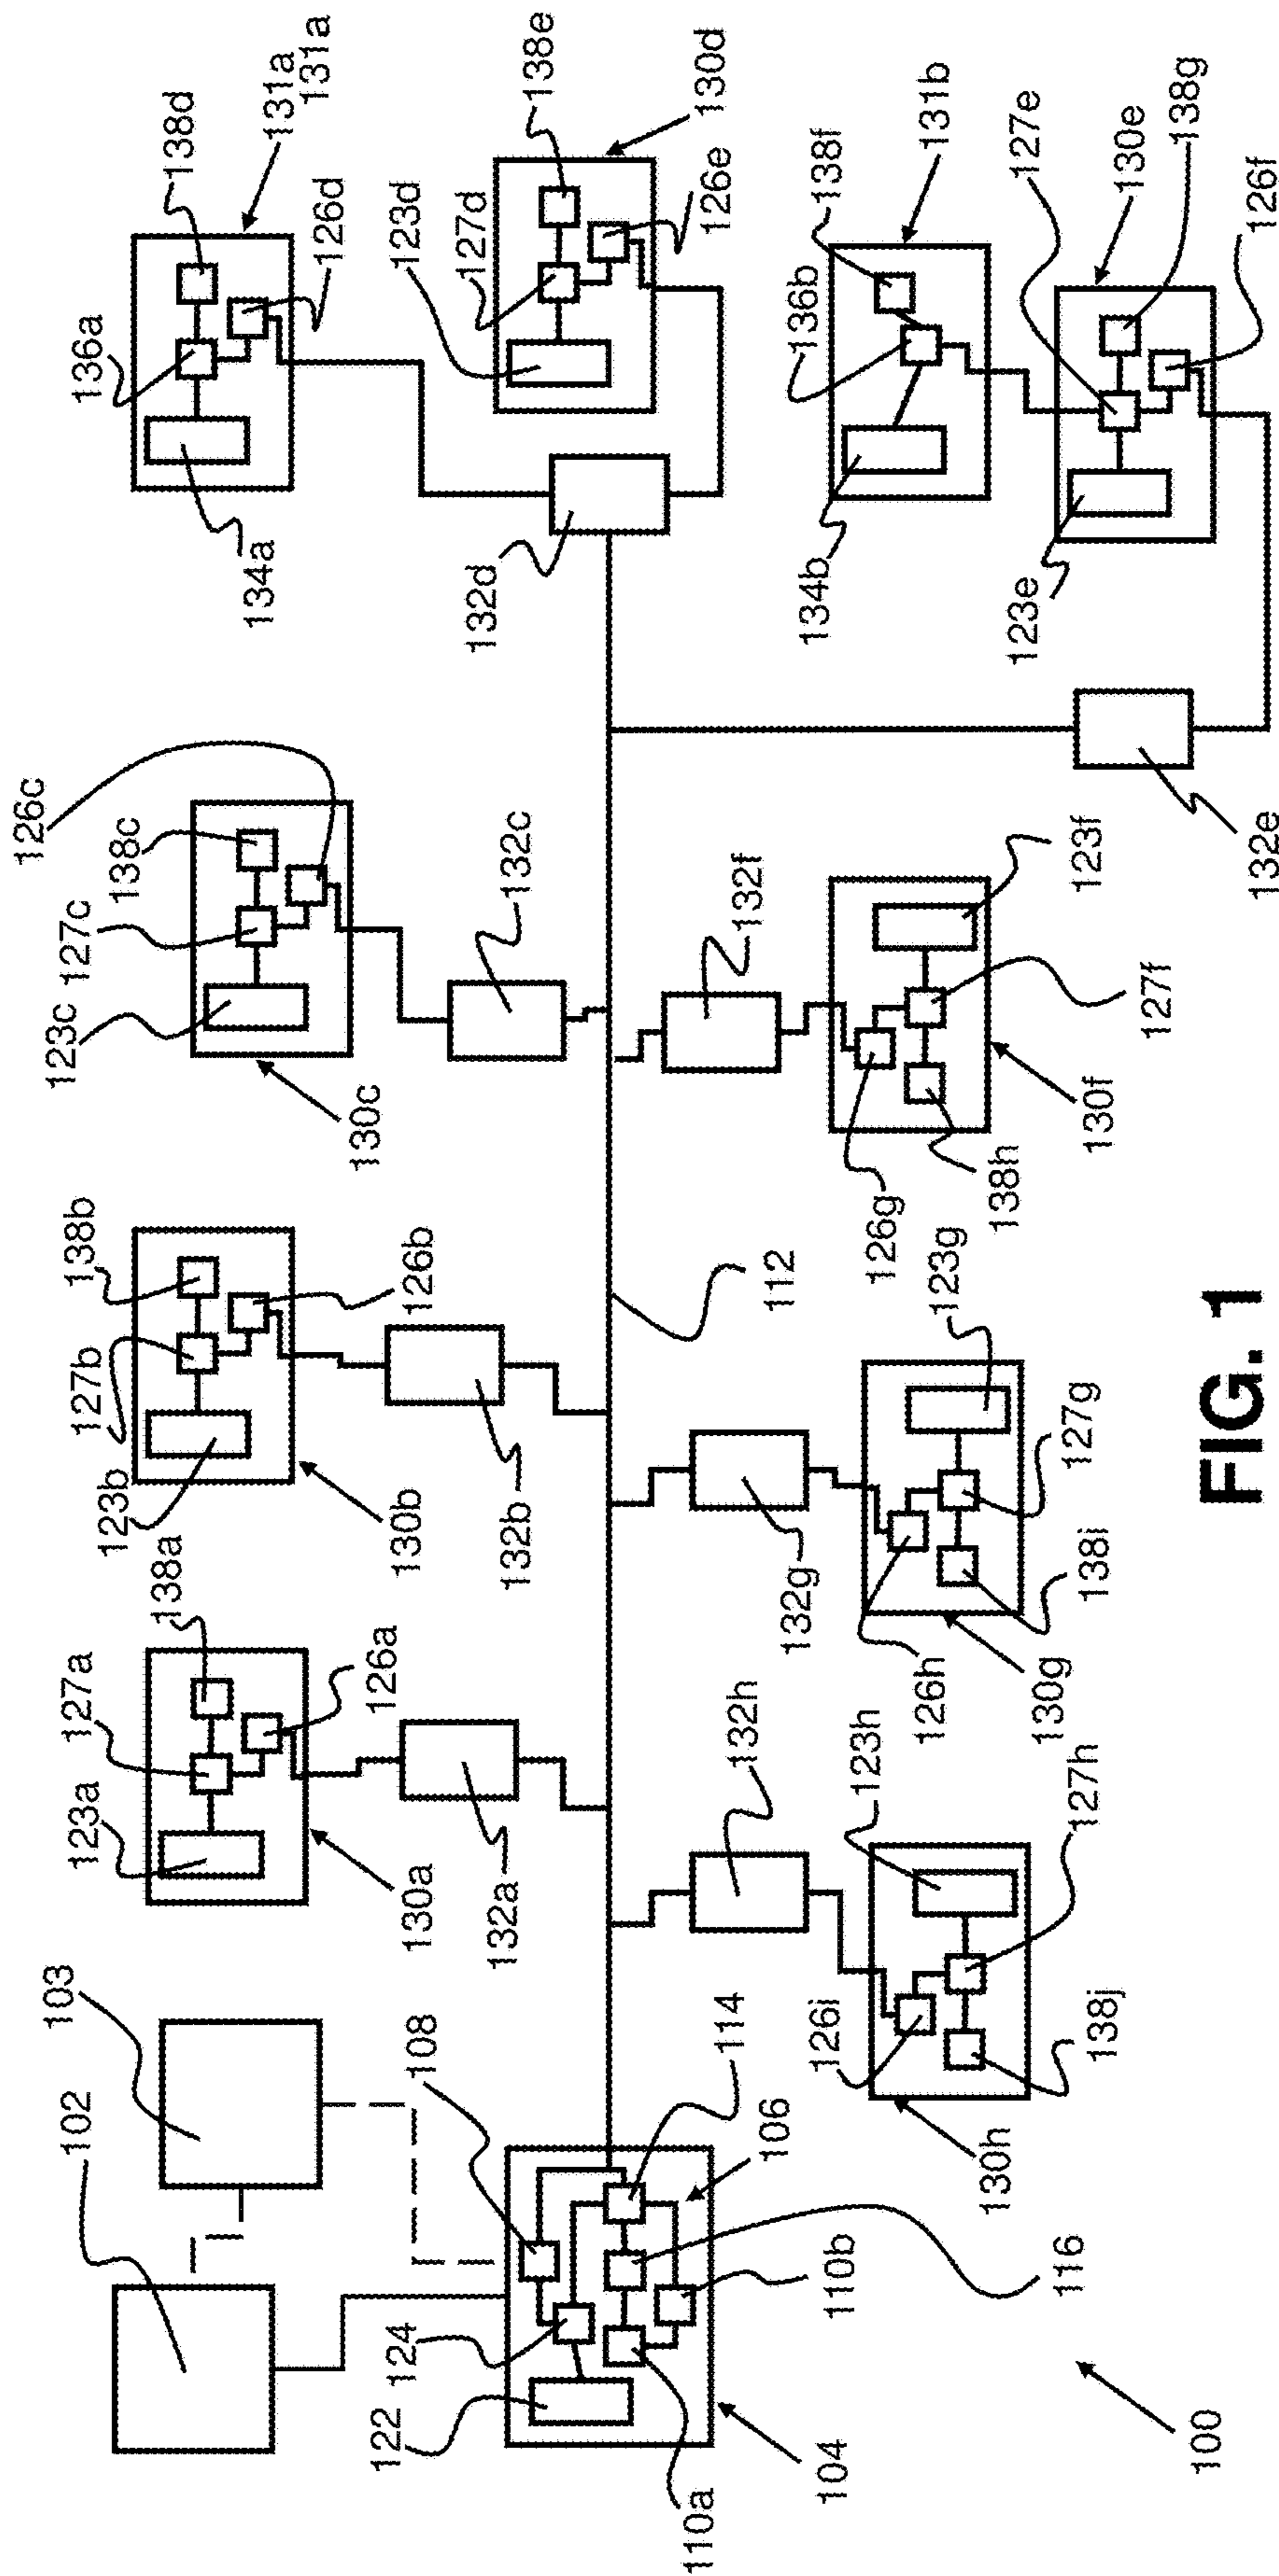 102
103
123a
127a
138a
123b
127b
138b
123c
127c
138c
126c
134a
136a
138d
126d
131a
131a
126a
130a
132a
126b
130b
132b
130c
132c
132d
123d
127d
138e
130d
126e
108
124
122
114
106
110a
110b
116
104
100
132h
123h
127h
126i
138j
130h
132g
123g
127g
126h
138i
130g
112
132f
123f
127f
126g
138h
130f
132e
134b
136b
138f
131b
123e
127e
130e
138g
126f
FIG. 1